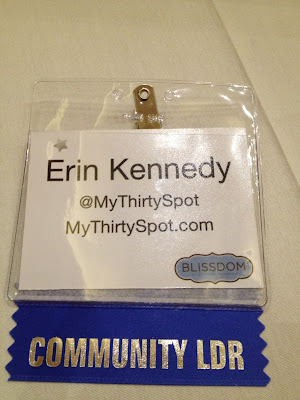 Erin Kennedy
@MyThirtySpot
MyThirtySpot.com
BLISSDOM
COMMUNITY LDR